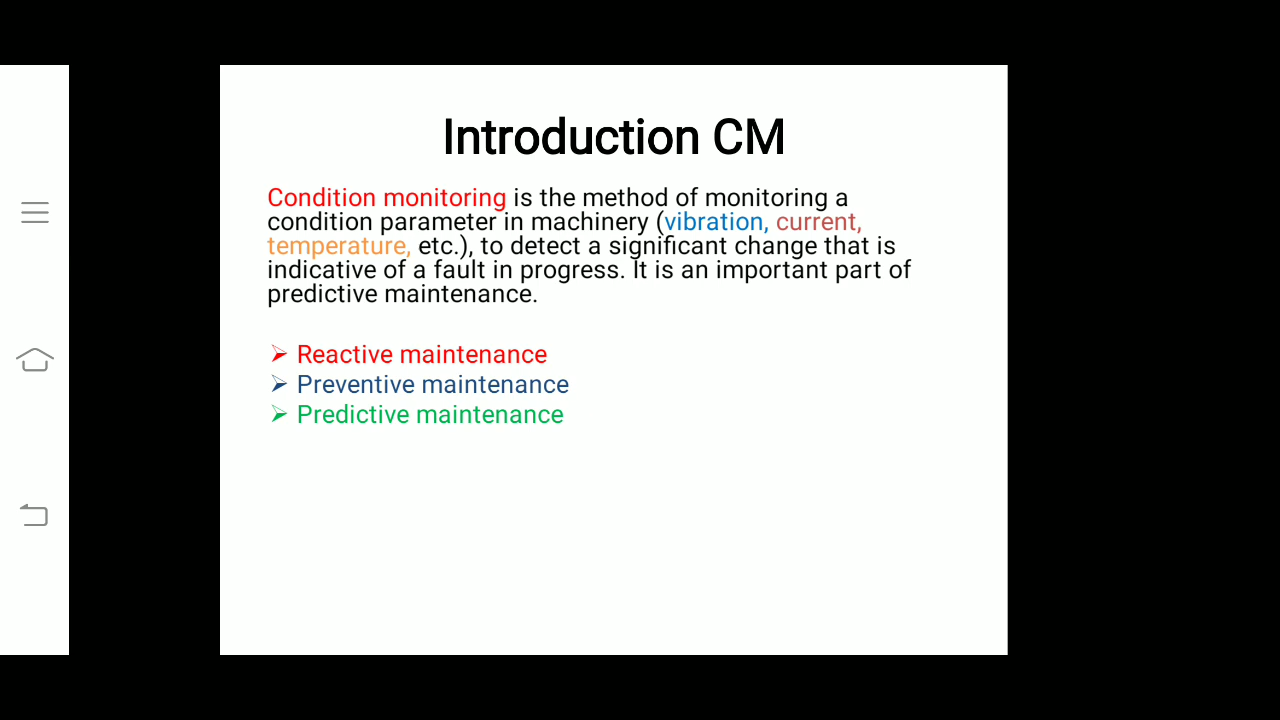 Introduction CM
Condition monitoring is the method of monitoring a
condition parameter in machinery (vibration, current,
temperature, etc.), to detect a significant change that is
indicative of a fault in progress. It is an important part of
predictive maintenance.
➢ Reactive maintenance
➢ Preventive maintenance
➢ Predictive maintenance